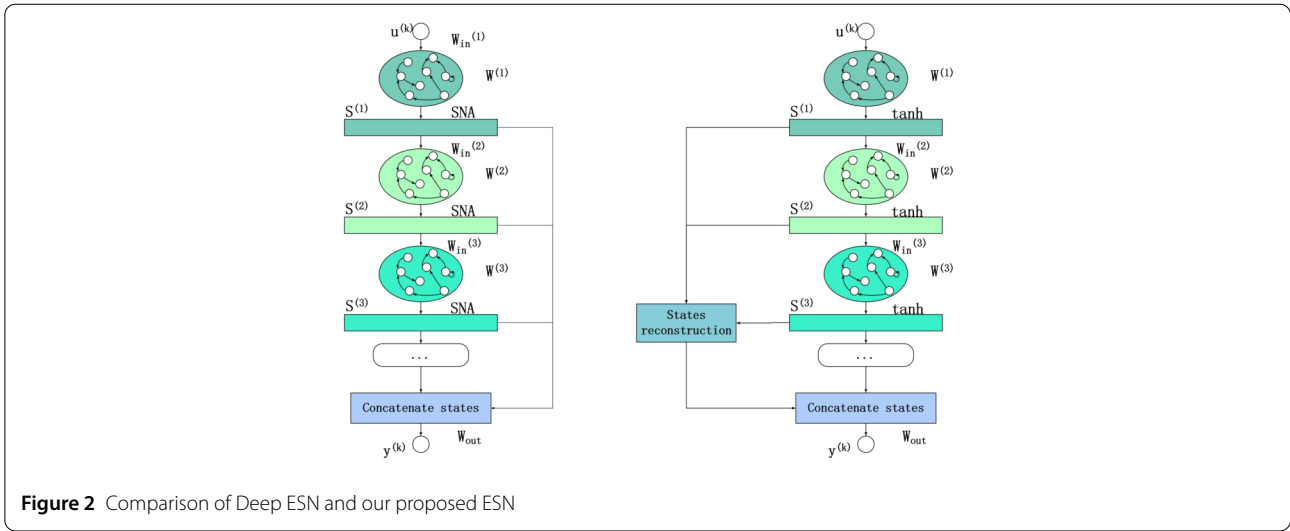 u(k)
Win(1)
W(1)
S(1) SNA
Win(2)
W(2)
S(2) SNA
Win(3)
W(3)
S(3) SNA
...
Concatenate states
Wout
y(k)
u(k)
W(1)
S(1) tanh
Win(2)
W(2)
S(2) tanh
Win(3)
W(3)
S(3) tanh
States
reconstruction
...
Concatenate states
Wout
y(k)
Figure 2 Comparison of Deep ESN and our proposed ESN